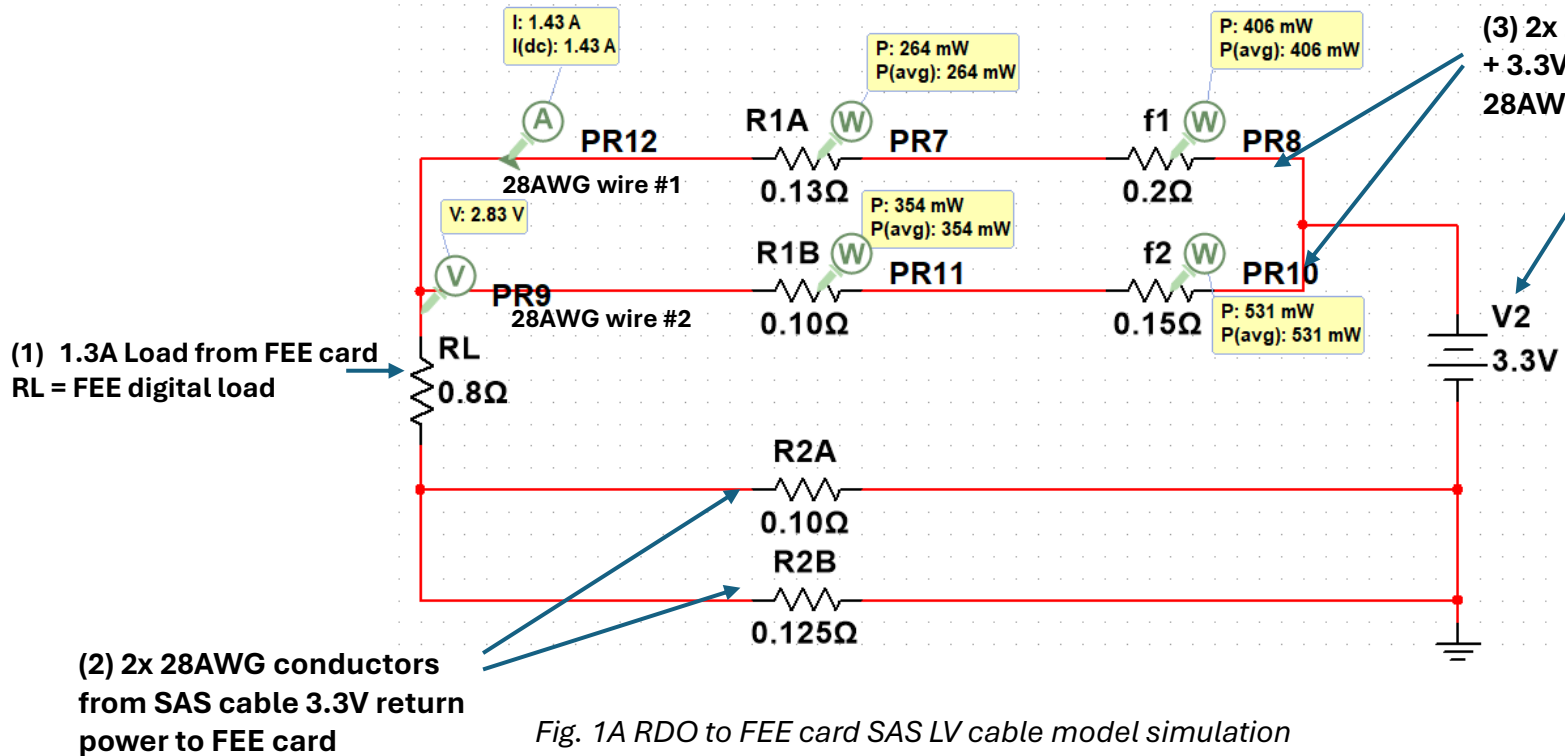 I: 1.43 A
I(dc): 1.43 A
P: 264 mW
P(avg): 264 mW
P: 406 mW
P(avg): 406 mW
(3) 2x
+ 3.3V
28AW
A
PR12
R1A
W
PR7
f1
W
PR8
28AWG wire #1
0.13Ω
0.2Ω
V: 2.83 V
P: 354 mW
P(avg): 354 mW
V
PR9
R1B
W
PR11
f2
W
PR10
28AWG wire #2
0.10Ω
0.15Ω
P: 531 mW
P(avg): 531 mW
V2
3.3V
(1) 1.3A Load from FEE card
RL = FEE digital load
RL
0.8Ω
R2A
0.10Ω
R2B
0.125Ω
(2) 2x 28AWG conductors
from SAS cable 3.3V return
power to FEE card
Fig. 1A RDO to FEE card SAS LV cable model simulation